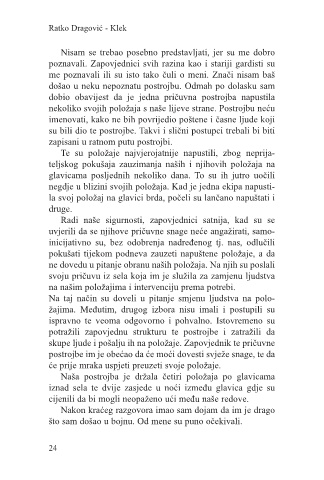 Ratko Dragović - Klek
Nisam se trebao posebno predstavljati, jer su me dobro
poznavali. Zapovjednici svih razina kao i stariji gardisti su
me poznavali ili su isto tako čuli o meni. Znači nisam baš
došao u neku nepoznatu postrojbu. Odmah po dolasku sam
dobio obavijest da je jedna pričuvna postrojba napustila
nekoliko svojih položaja s naše lijeve strane. Postrojbu neću
imenovati, kako ne bih povrijedio poštene i časne ljude koji
su bili dio te postrojbe. Takvi i slični postupci trebali bi biti
zapisani u ratnom putu postrojbi.
Te su položaje najvjerojatnije napustili, zbog neprija-
teljskog pokušaja zauzimanja naših i njihovih položaja na
glavicama posljednih nekoliko dana. To su ih jutro uočili
negdje u blizini svojih položaja. Kad je jedna ekipa napusti-
la svoj položaj na glavici brda, počeli su lančano napuštati i
druge.
Radi naše sigurnosti, zapovjednici satnija, kad su se
uvjerili da se njihove pričuvne snage neće angažirati, samo-
inicijativno su, bez odobrenja nadređenog tj. nas, odlučili
pokušati tijekom podneva zauzeti napuštene položaje, a da
ne dovedu u pitanje obranu naših položaja. Na njih su poslali
svoju pričuvu iz sela koja im je služila za zamjenu ljudstva
na našim položajima i intervenciju prema potrebi.
Na taj način su doveli u pitanje smjenu ljudstva na polo-
žajima. Međutim, drugog izbora nisu imali i postupili su
ispravno te veoma odgovorno i pohvalno. Istovremeno su
potražili zapovjednu strukturu te postrojbe i zatražili da
skupe ljude i pošalju ih na položaje. Zapovjednik te pričuvne
postrojbe im je obećao da će moći dovesti svježe snage, te da
će prije mraka uspjeti preuzeti svoje položaje.
Naša postrojba je držala četiri položaja po glavicama
iznad sela te dvije zasjede u noći između glavica gdje su
cijenili da bi mogli neopaženo ući među naše redove.
Nakon kraćeg razgovora imao sam dojam da im je drago
što sam došao u bojnu. Od mene su puno očekivali.
24